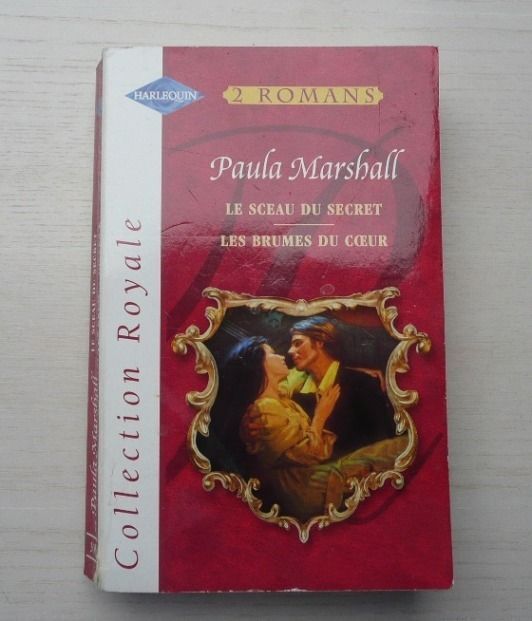 HARLEQUIN
2 ROMANS
Paula Marshall
LE SCEAU DU SECRET
LES BRUMES DU CŒUR
Collection Royale
Paula Marshall LE SCEAU DU SECRET